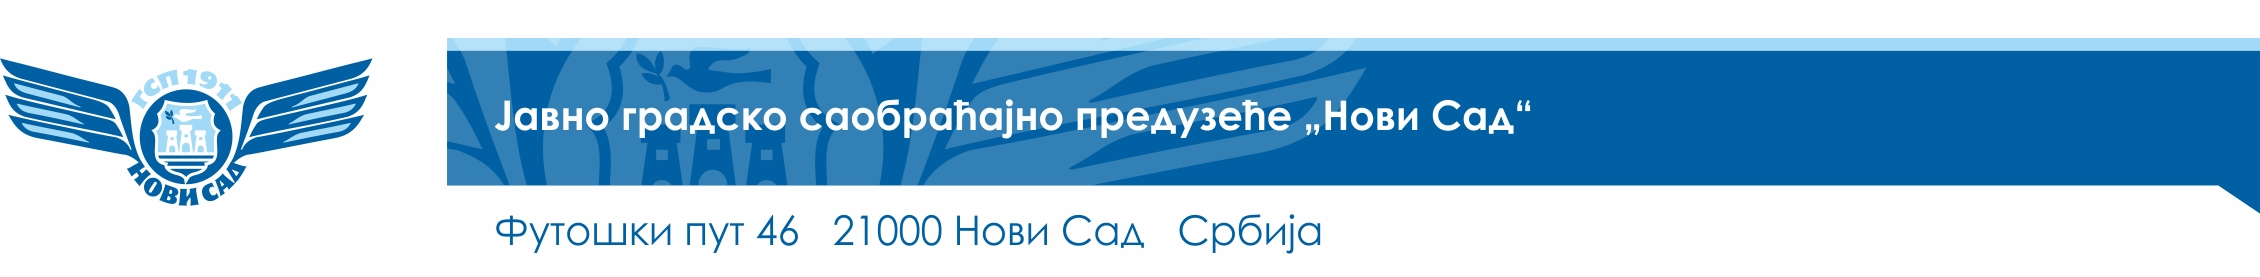 ГСП 1911
НОВИ САД
Јавно градско саобраћајно предузеће „Нови Сад“
Футошки пут 46 21000 Нови Сад Србија